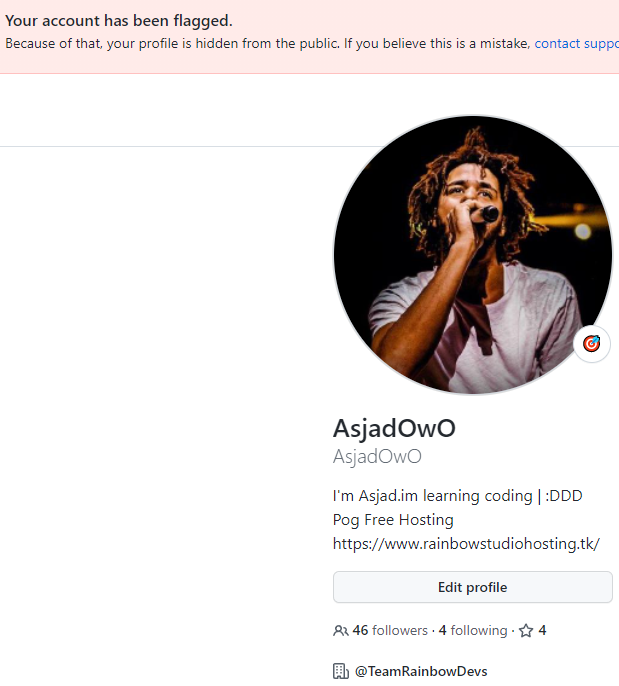 Your account has been flagged.
Because of that, your profile is hidden from the public. If you believe this is a mistake, contact suppo
AsjadOwO
AsjadOwO
I'm Asjad.im learning coding | :DDD
Pog Free Hosting
https://www.rainbowstudiohosting.tk/
Edit profile
46 followers · 4 following · 4
@TeamRainbowDevs